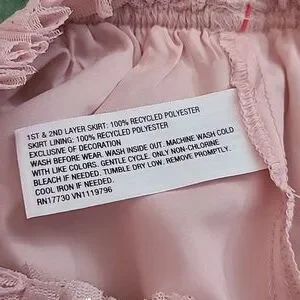 1ST & 2ND LAYER SKIRT: 100% RECYCLED POLYESTER
SKIRT LINING: 100% RECYCLED POLYESTER
EXCLUSIVE OF DECORATION
WASH BEFORE WEAR. WASH INSIDE OUT. MACHINE WASH COLD
WITH LIKE COLORS. GENTLE CYCLE. ONLY NON-CHLORINE
BLEACH IF NEEDED. TUMBLE DRY LOW. REMOVE PROMPTLY.
COOL IRON IF NEEDED.
RN17730 VN1119796